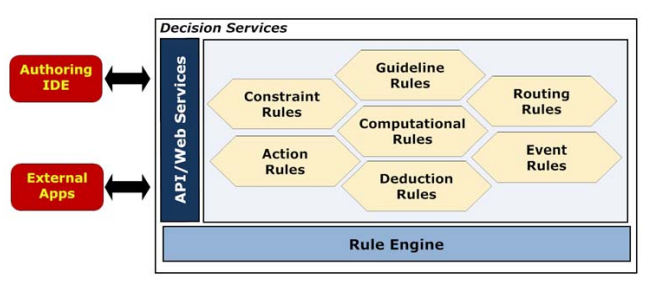 Decision Services
Authoring
IDE
External
Apps
API/Web Services
Guideline
Rules
Constraint
Rules
Routing
Rules
Computational
Rules
Action
Rules
Event
Rules
Deduction
Rules
Rule Engine